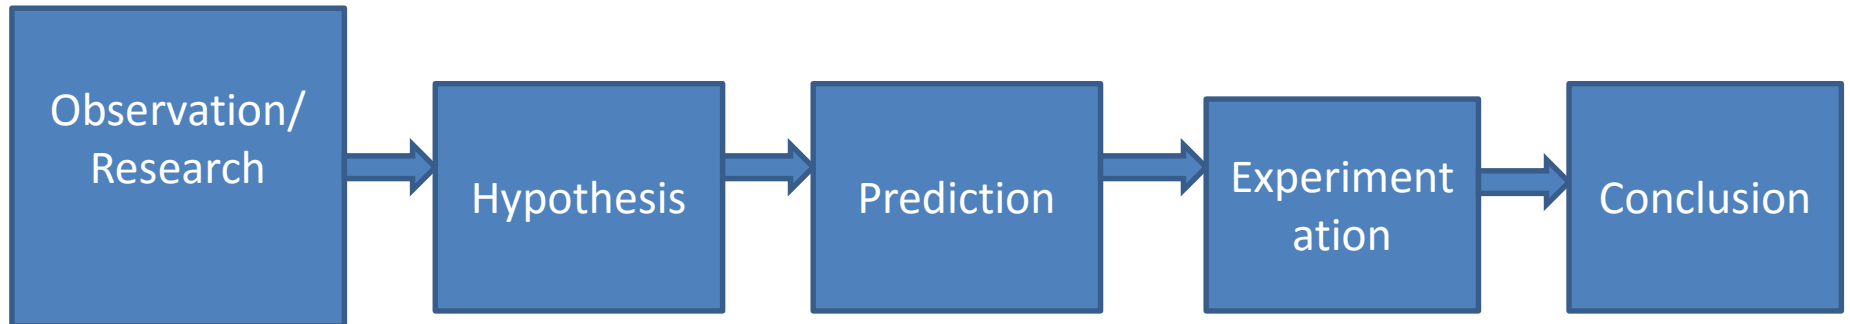 Observation/
Research
Hypothesis
Prediction
Experiment
ation
Conclusion